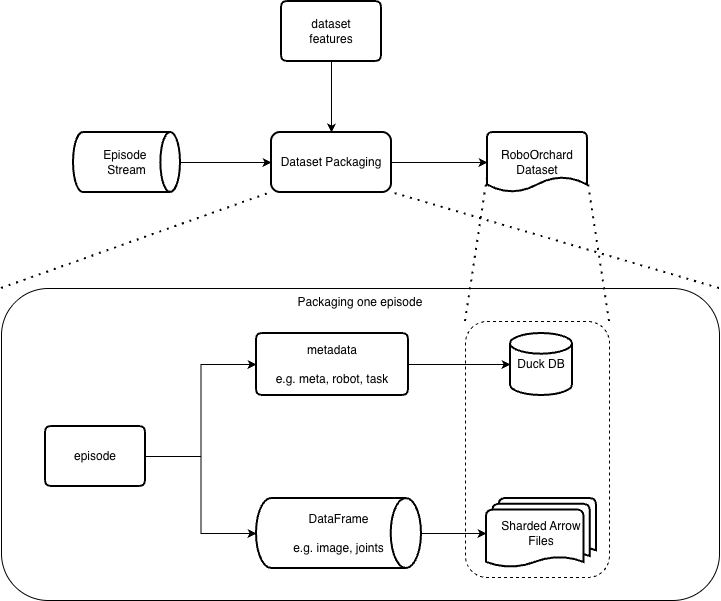 dataset
features
Episode
Stream
Dataset Packaging
RoboOrchard
Dataset
Packaging one episode
metadata
e.g. meta, robot, task
Duck DB
episode
DataFrame
e.g. image, joints
Sharded Arrow
Files